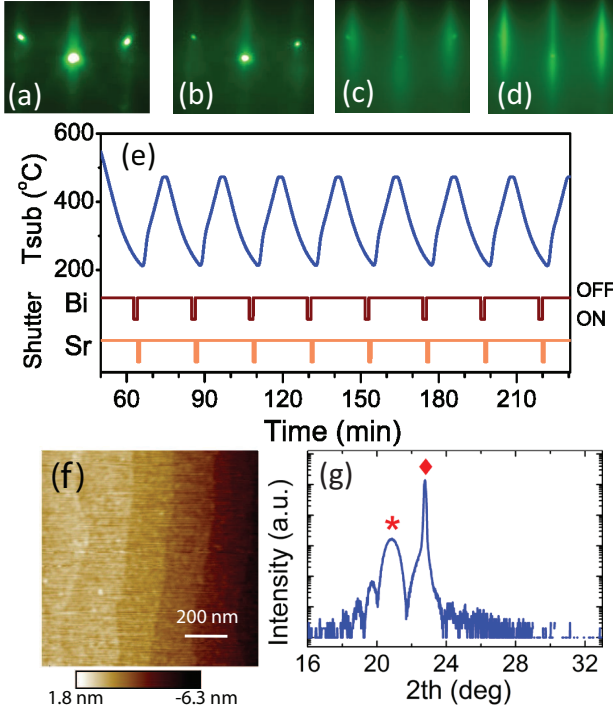 (a)
(b)
(c)
(d)
(e)
Tsub (°C)
600
400
200
Shutter
Bi
Sr
OFF
ON
60 90 120 150 180 210
Time (min)
(f)
200 nm
1.8 nm
-6.3 nm
(g)
*
Intensity (a.u.)
16 20 24 28 32
2th (deg)